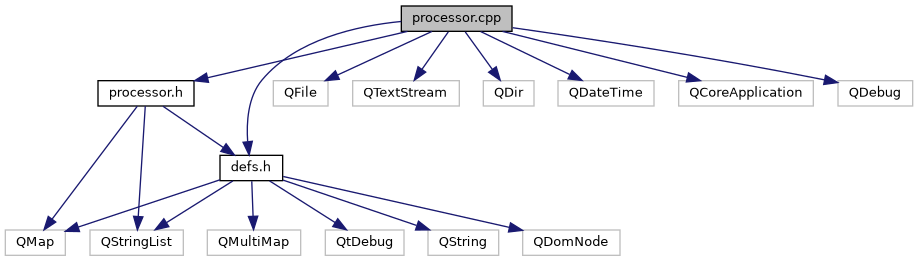 processor.cpp
processor.h
QFile
QTextStream
QDir
QDateTime
QCoreApplication
QDebug
defs.h
QMap
QStringList
QMultiMap
QtDebug
QString
QDomNode